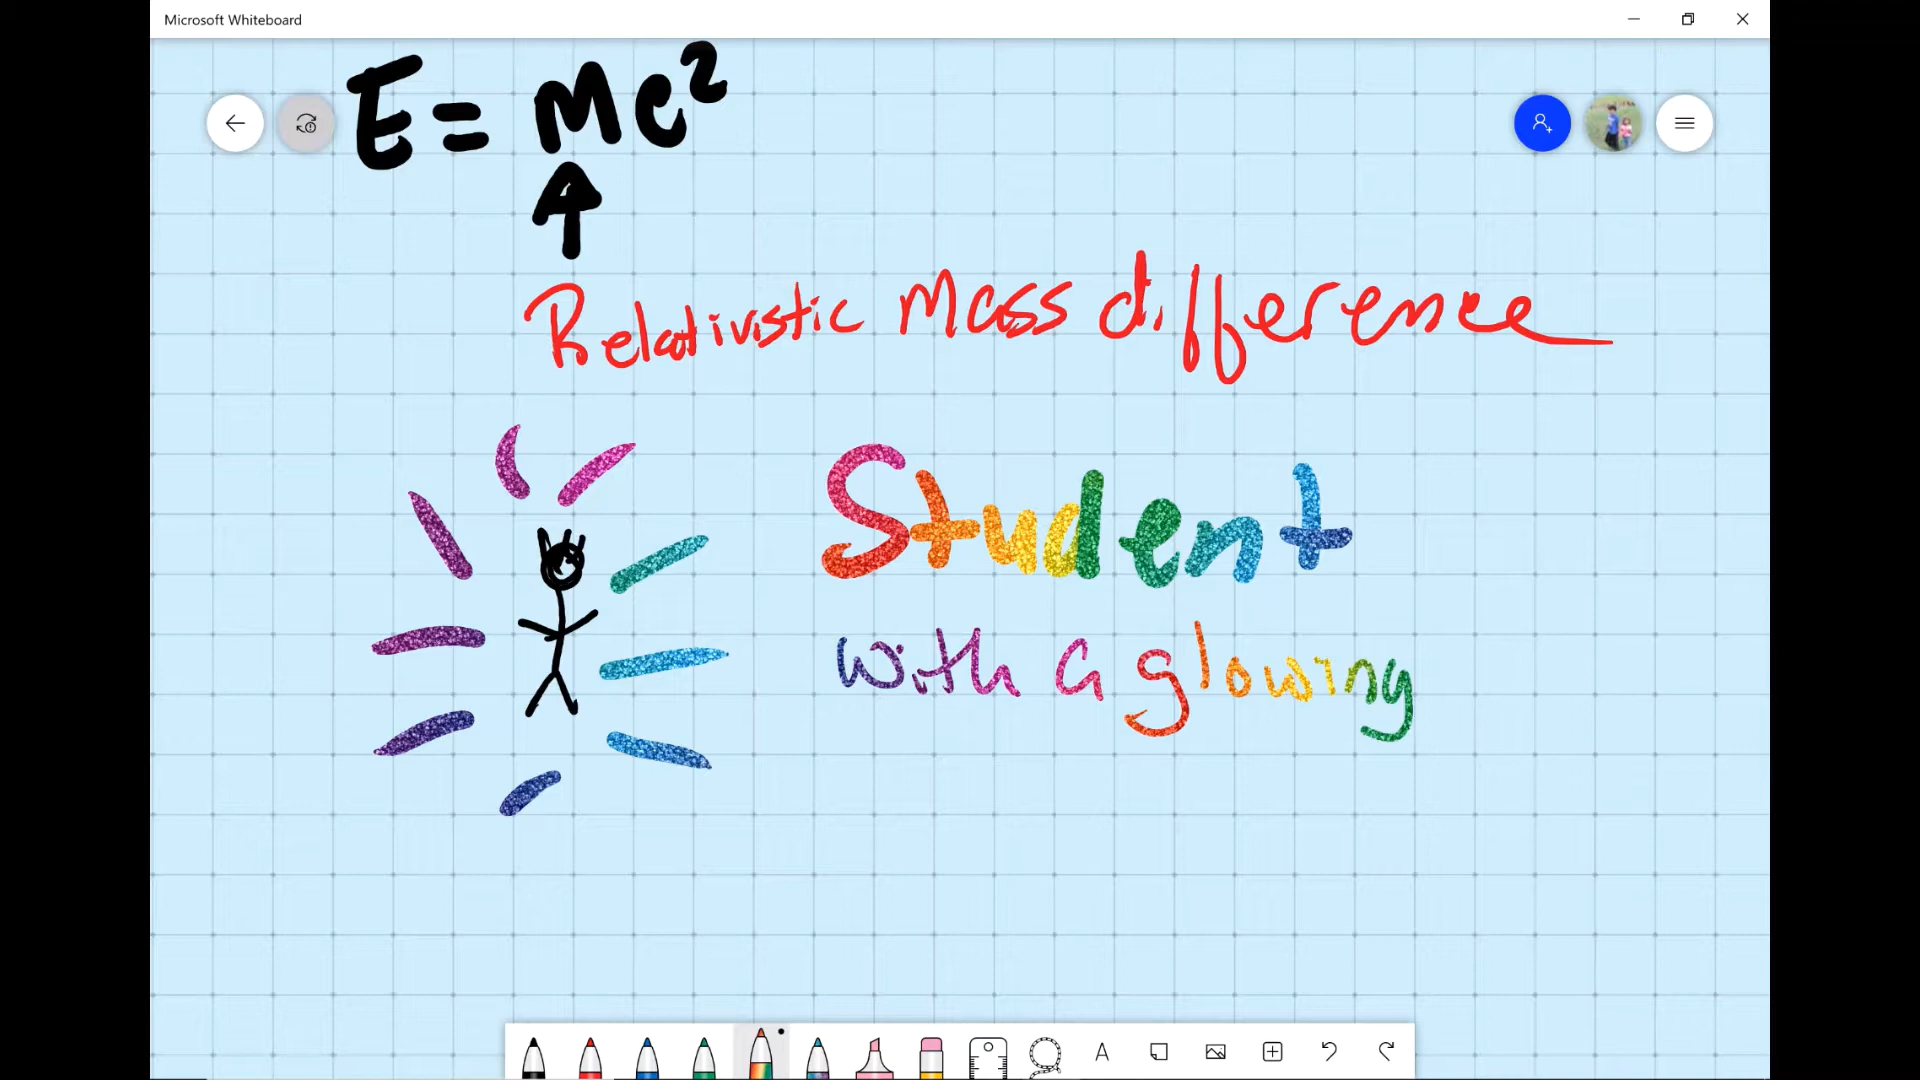 Microsoft Whiteboard
E = Mc²
Relativistic Mass difference
Student
with a glowing